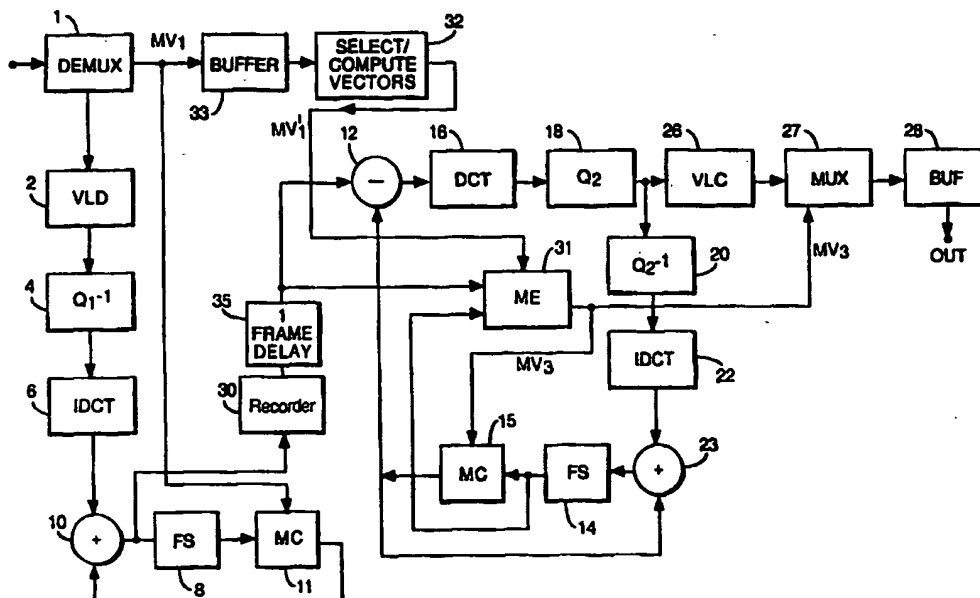 1
DEMUX
MV1
BUFFER
33
SELECT/
COMPUTE
VECTORS
32
MV1'
12
−
16
DCT
18
Q2
26
VLC
27
MUX
28
BUF
OUT
2
VLD
4
Q1-1
6
IDCT
35
1
FRAME
DELAY
30
Recorder
31
ME
MV3
Q2-1
20
MV3
IDCT
22
15
MC
FS
14
+
23
10
+
FS
8
MC
11